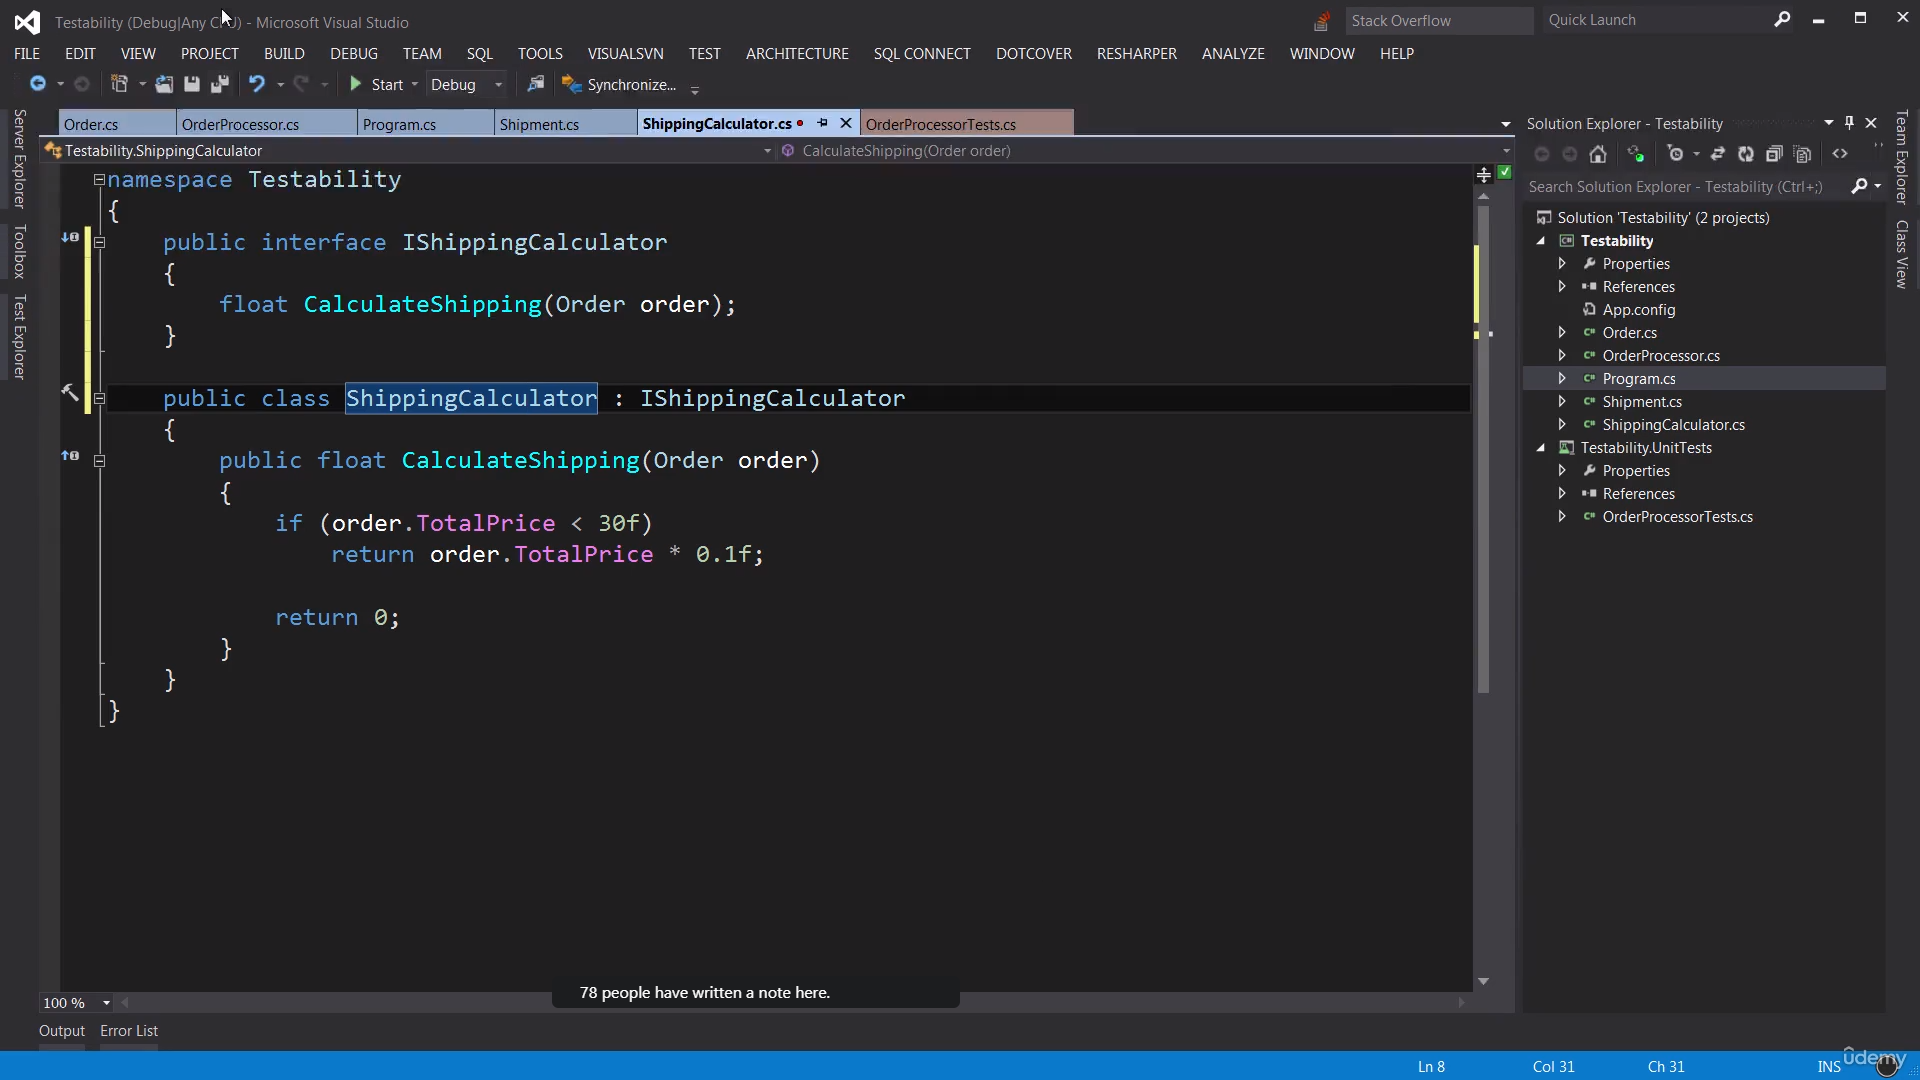 Testability (Debug|Any CPU) - Microsoft Visual Studio
Stack Overflow
Quick Launch
FILE EDIT VIEW PROJECT BUILD DEBUG TEAM SQL TOOLS VISUALSVN TEST ARCHITECTURE SQL CONNECT DOTCOVER RESHARPER ANALYZE WINDOW HELP
Start Debug Synchronize...
Server Explorer
Toolbox
Test Explorer
Order.cs OrderProcessor.cs Program.cs Shipment.cs ShippingCalculator.cs OrderProcessorTests.cs
Testability.ShippingCalculator CalculateShipping(Order order)
namespace Testability
{
public interface IShippingCalculator
{
float CalculateShipping(Order order);
}
public class ShippingCalculator : IShippingCalculator
{
public float CalculateShipping(Order order)
{
if (order.TotalPrice < 30f)
return order.TotalPrice * 0.1f;
return 0;
}
}
}
100 %
78 people have written a note here.
Output Error List
Solution Explorer - Testability
Search Solution Explorer - Testability (Ctrl+;)
Solution 'Testability' (2 projects)
Testability
Properties
References
App.config
Order.cs
OrderProcessor.cs
Program.cs
Shipment.cs
ShippingCalculator.cs
Testability.UnitTests
Properties
References
OrderProcessorTests.cs
Team Explorer
Class View
Ln 8 Col 31 Ch 31 INS
udemy